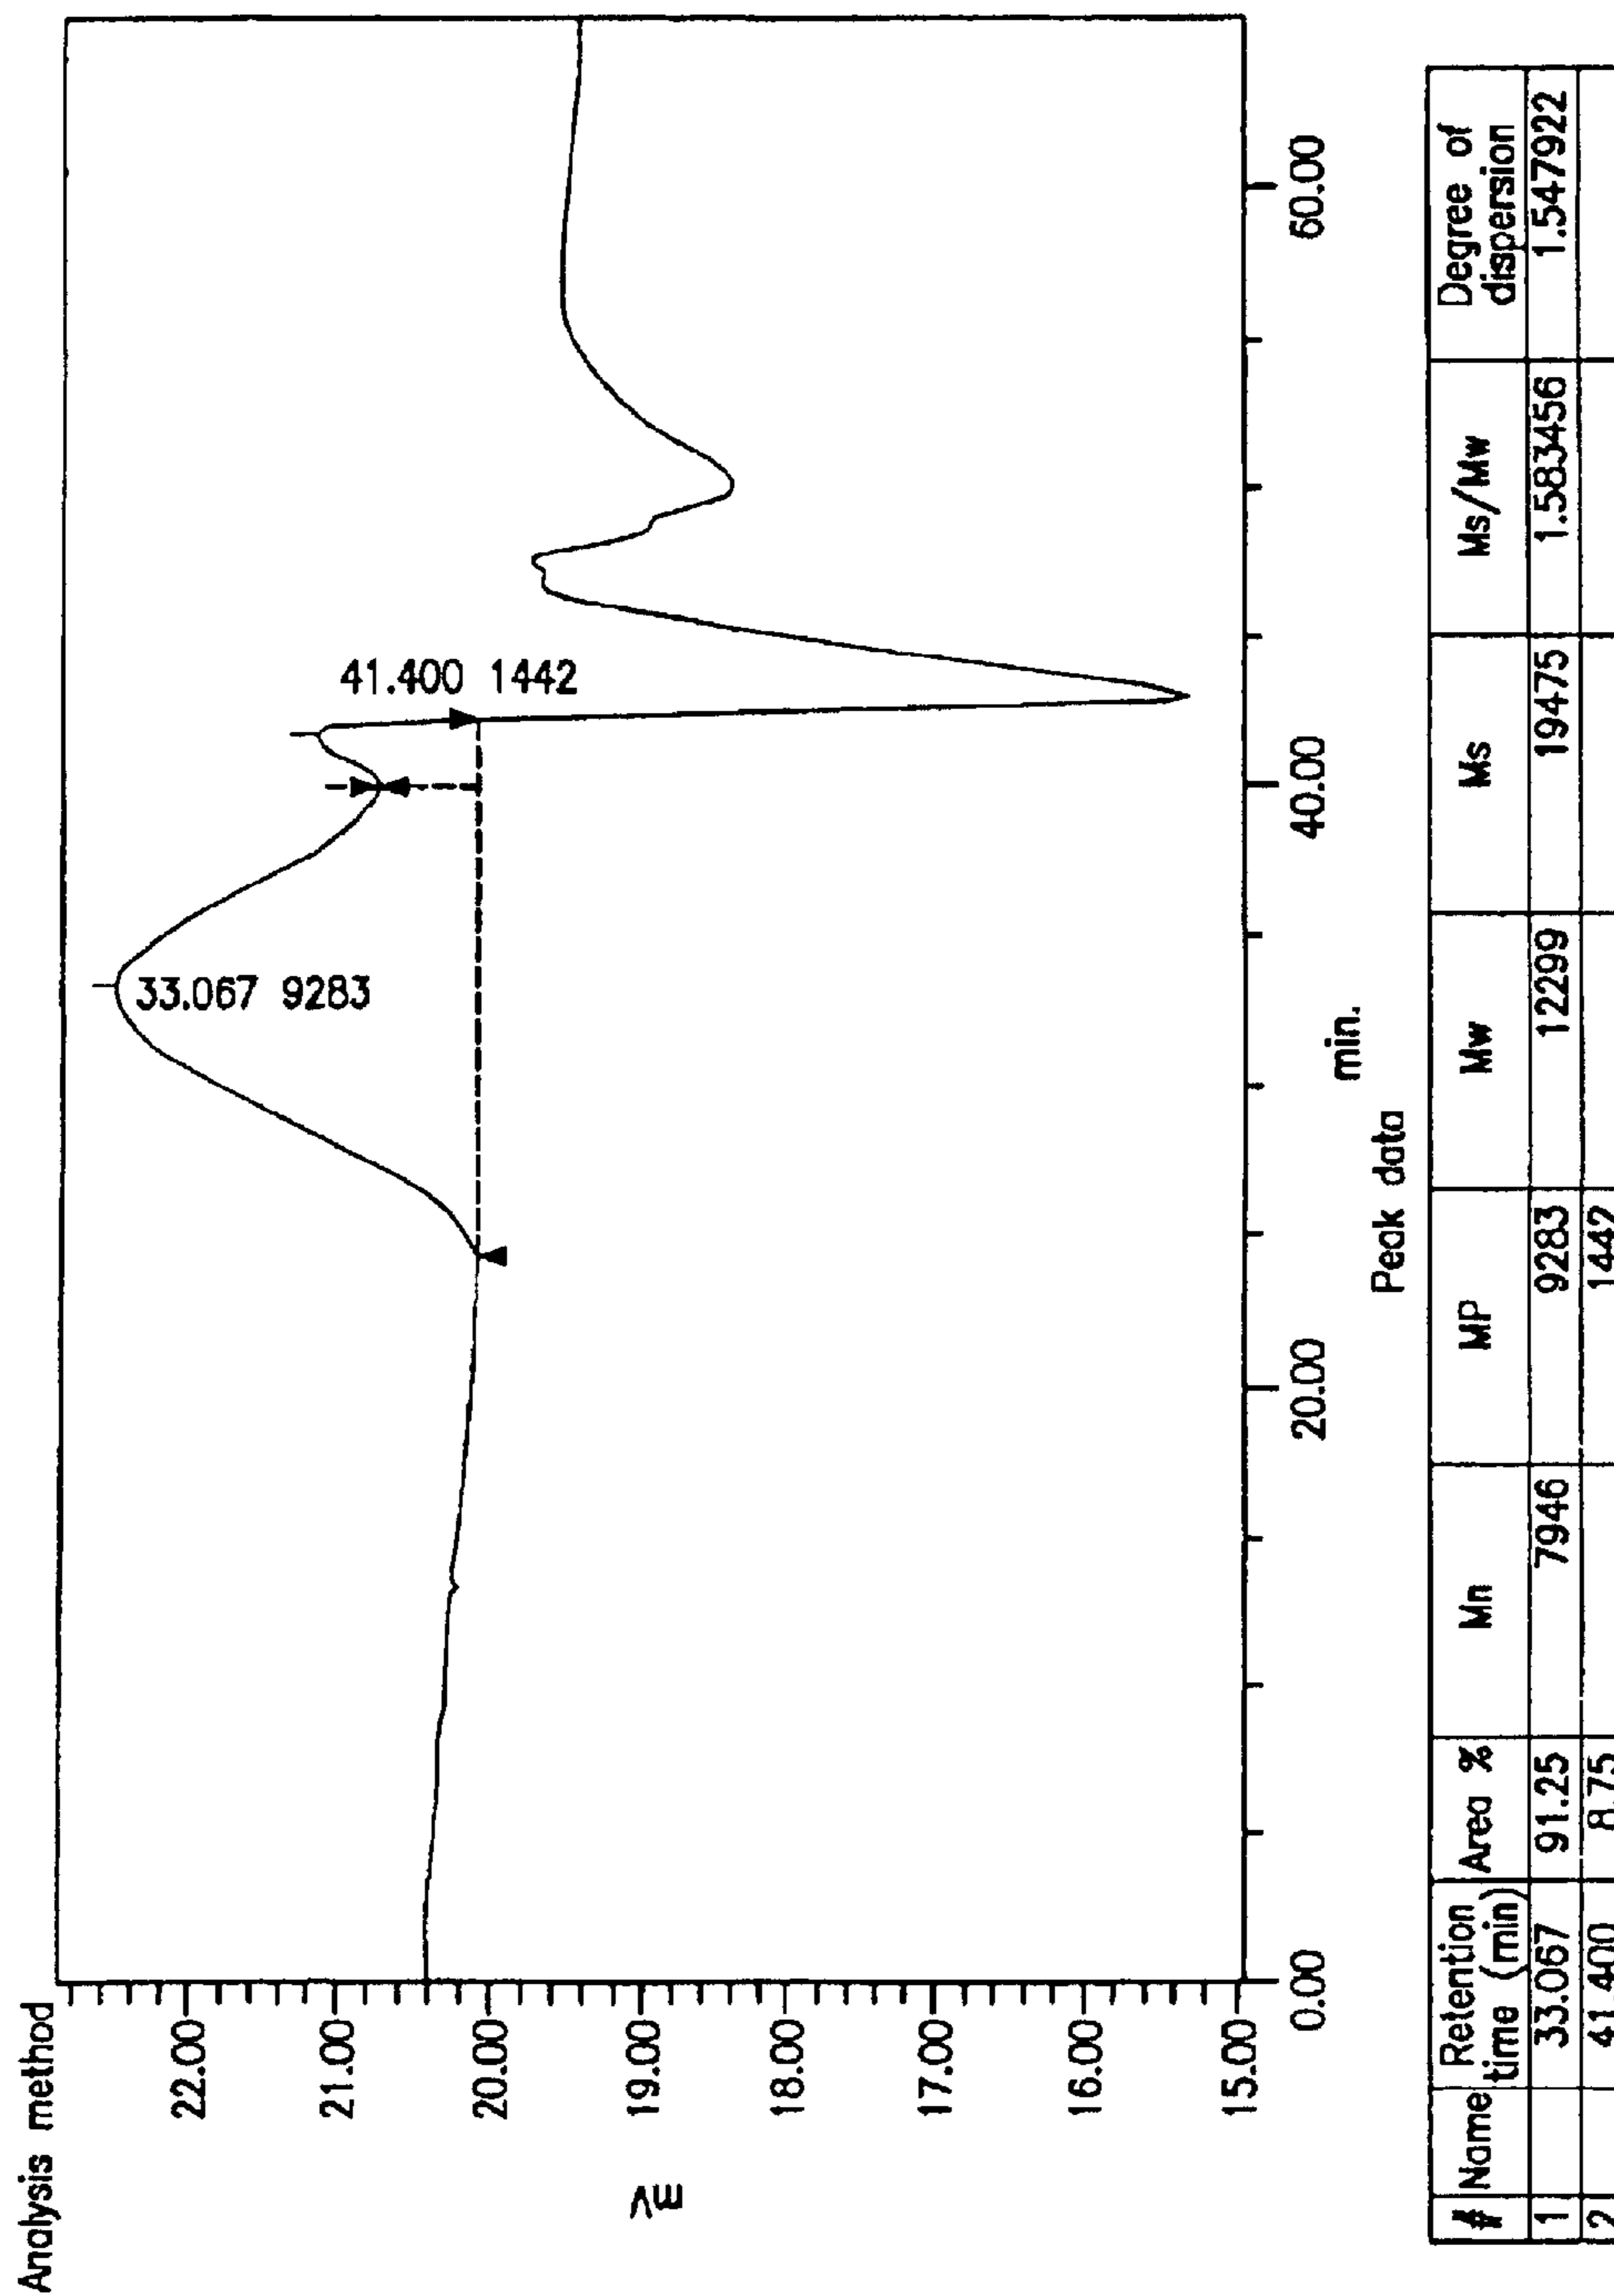 Analysis method
mV
22.00
21.00
20.00
19.00
18.00
17.00
16.00
15.00
33.067 9283
41.400 1442
0.00 20.00 40.00 60.00
min.
Peak data
# Name Retention time (min) Area % Mn MP Mw Ms Ms/Mw Degree of dispersion
1 33.067 91.25 7946 9283 12299 19475 1.583456 1.547922
2 41.400 8.75 1442